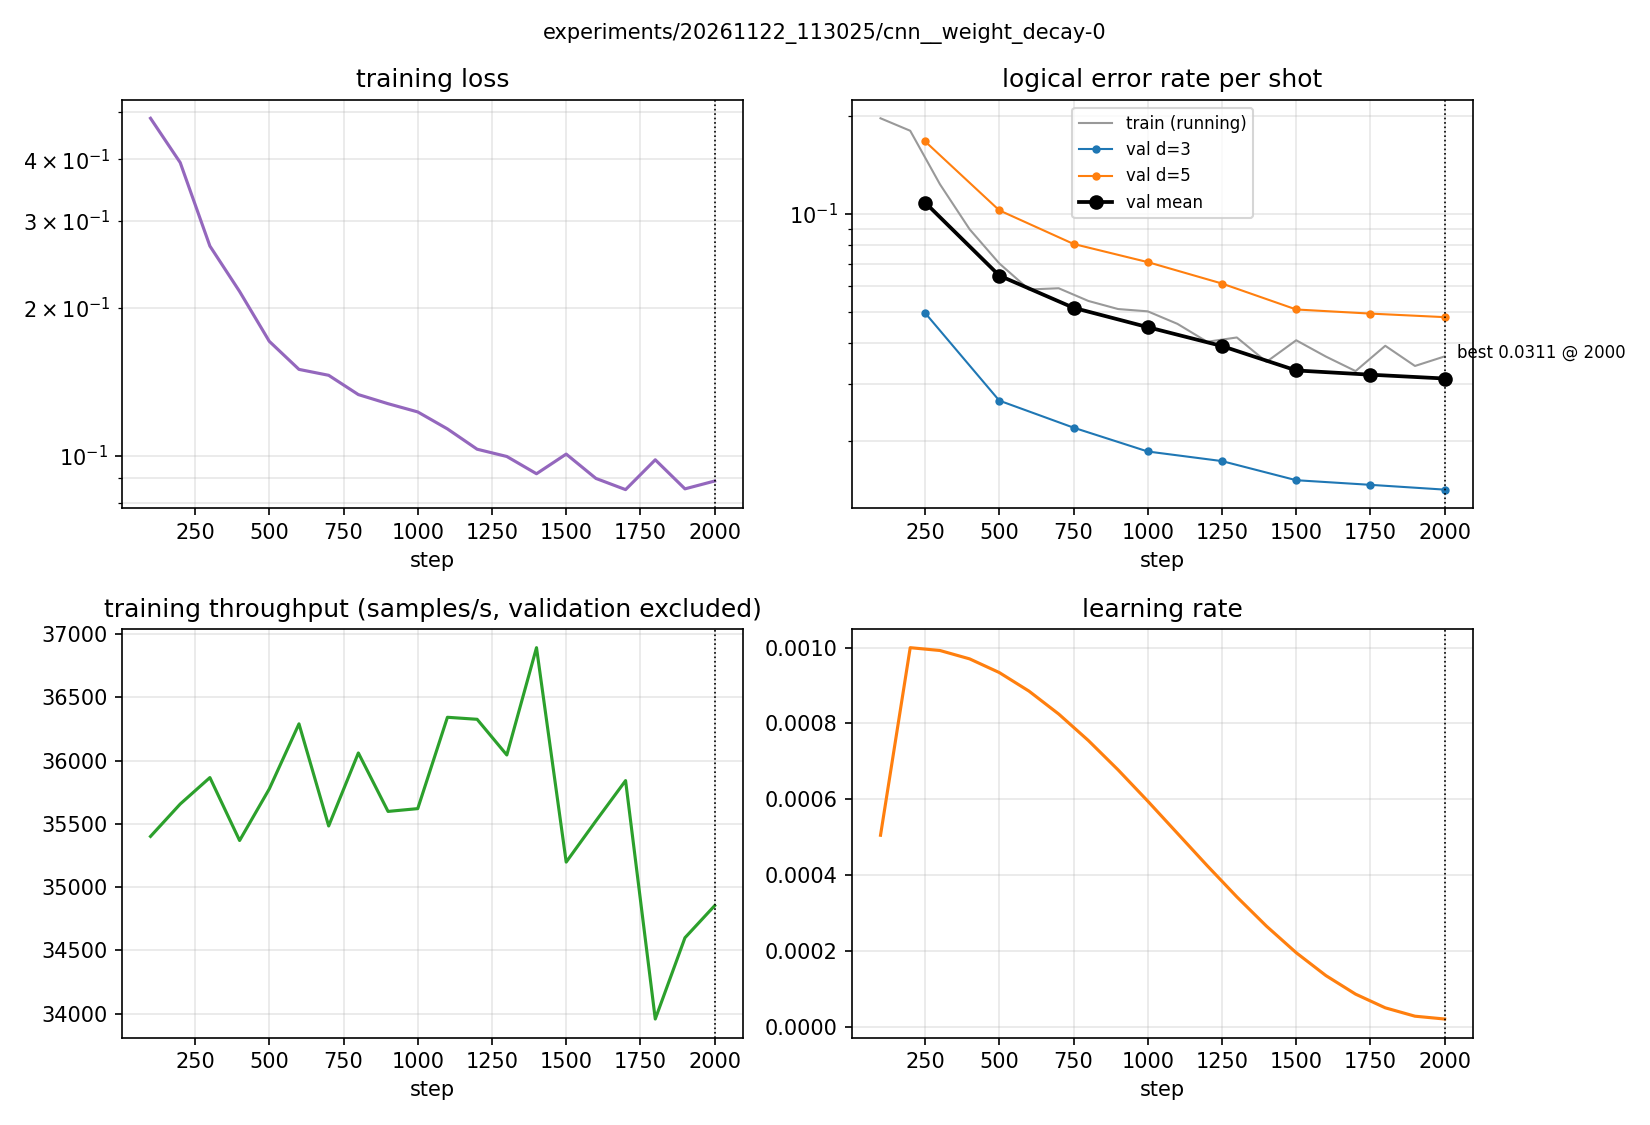 experiments/20261122_113025/cnn__weight_decay-0
training loss
4 × 10⁻¹
3 × 10⁻¹
2 × 10⁻¹
10⁻¹
250 500 750 1000 1250 1500 1750 2000
step
logical error rate per shot
train (running)
val d=3
val d=5
val mean
10⁻¹
best 0.0311 @ 2000
250 500 750 1000 1250 1500 1750 2000
step
training throughput (samples/s, validation excluded)
37000
36500
36000
35500
35000
34500
34000
250 500 750 1000 1250 1500 1750 2000
step
learning rate
0.0010
0.0008
0.0006
0.0004
0.0002
0.0000
250 500 750 1000 1250 1500 1750 2000
step